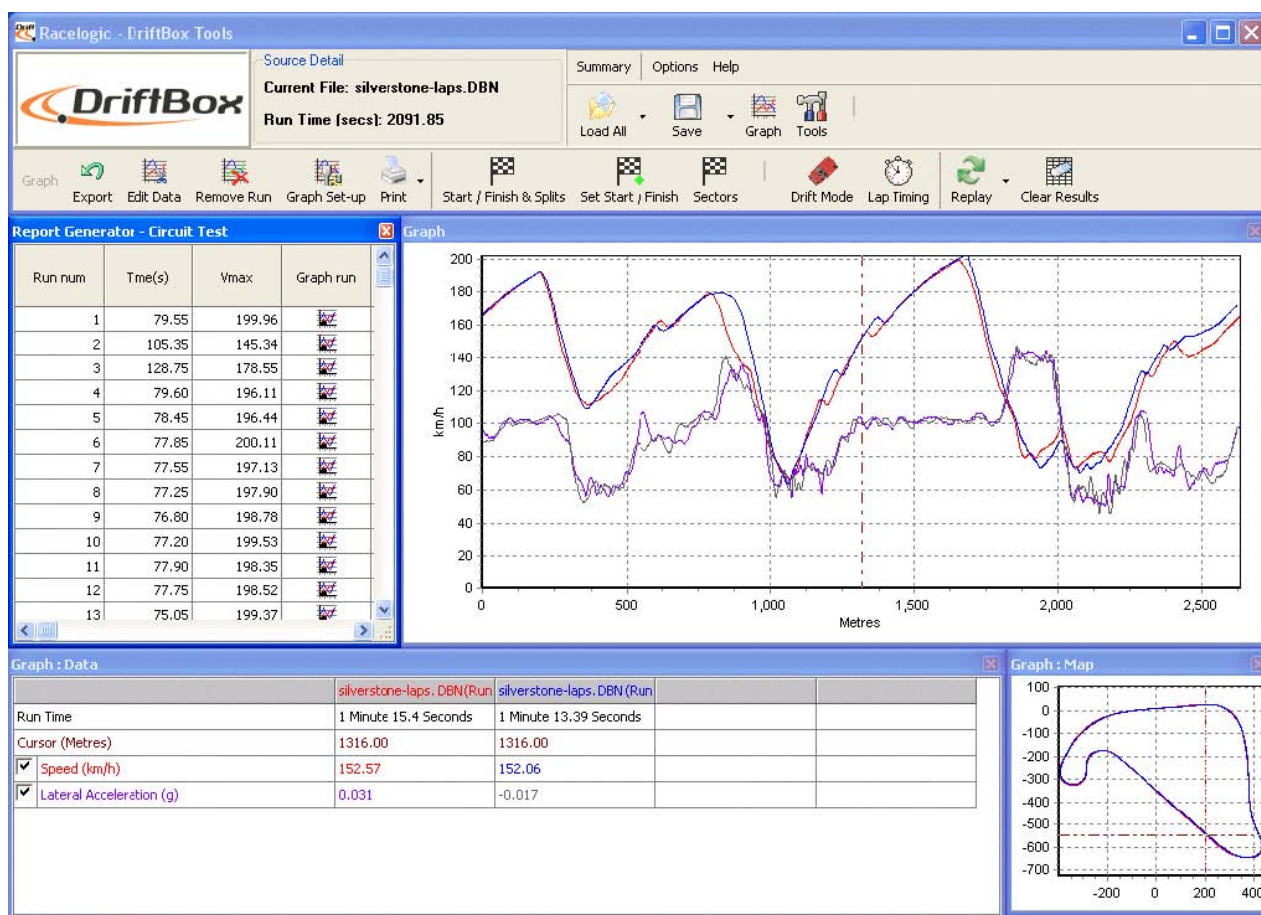 Racelogic - DriftBox Tools
DriftBox
Source Detail
Current File: silverstone-laps.DBN
Run Time (secs): 2091.85
Summary Options Help
Load All Save Graph Tools
Graph Export Edit Data Remove Run Graph Set-up Print Start / Finish & Splits Set Start / Finish Sectors Drift Mode Lap Timing Replay Clear Results
Report Generator - Circuit Test
Run num Tme(s) Vmax Graph run
1 79.55 199.96
2 105.35 145.34
3 128.75 178.55
4 79.60 196.11
5 78.45 196.44
6 77.85 200.11
7 77.55 197.13
8 77.25 197.90
9 76.80 198.78
10 77.20 199.53
11 77.90 198.35
12 77.75 198.52
13 75.05 199.37
Graph
200
180
160
140
120
100
80
60
40
20
0
km/h
0 500 1,000 1,500 2,000 2,500
Metres
Graph : Data
silverstone-laps.DBN(Run silverstone-laps.DBN(Run
Run Time 1 Minute 15.4 Seconds 1 Minute 13.39 Seconds
Cursor (Metres) 1316.00 1316.00
Speed (km/h) 152.57 152.06
Lateral Acceleration (g) 0.031 -0.017
Graph : Map
100
0
-100
-200
-300
-400
-500
-600
-700
-200 0 200 400